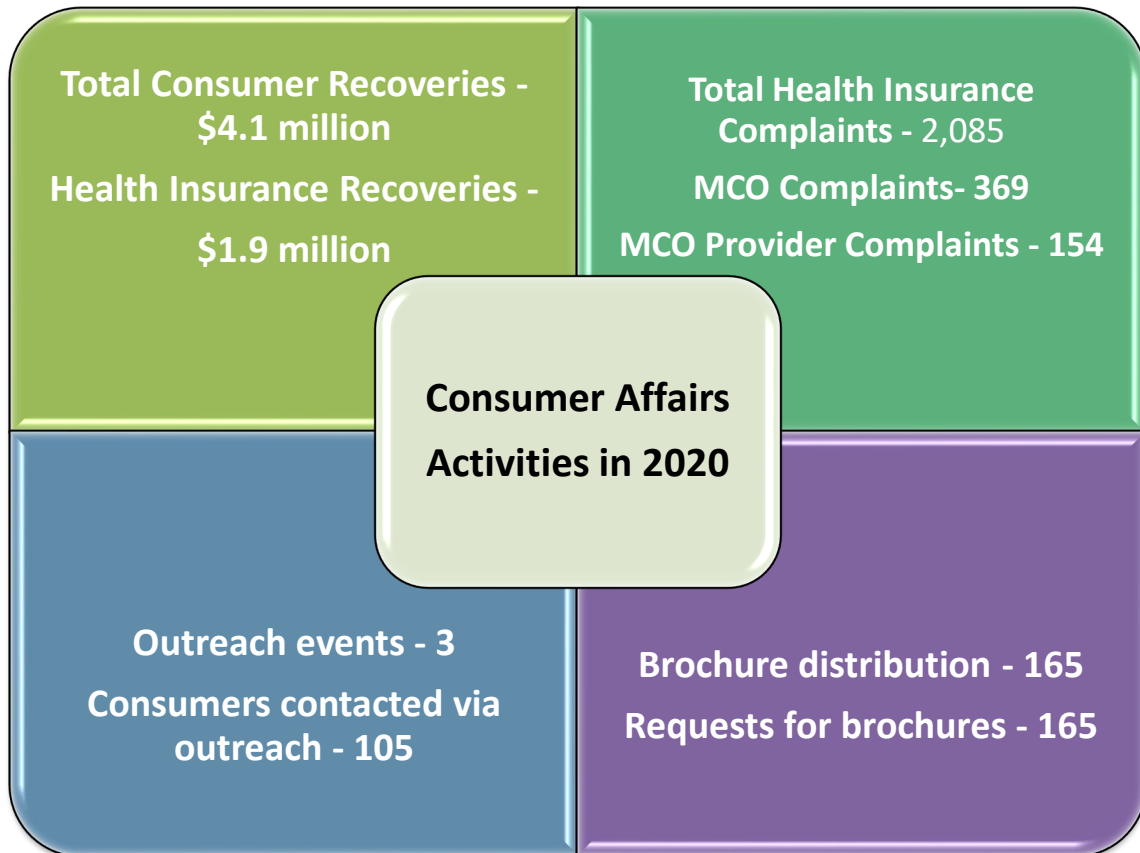 Total Consumer Recoveries -
$4.1 million
Health Insurance Recoveries -
$1.9 million
Total Health Insurance
Complaints - 2,085
MCO Complaints- 369
MCO Provider Complaints - 154
Consumer Affairs
Activities in 2020
Outreach events - 3
Consumers contacted via
outreach - 105
Brochure distribution - 165
Requests for brochures - 165